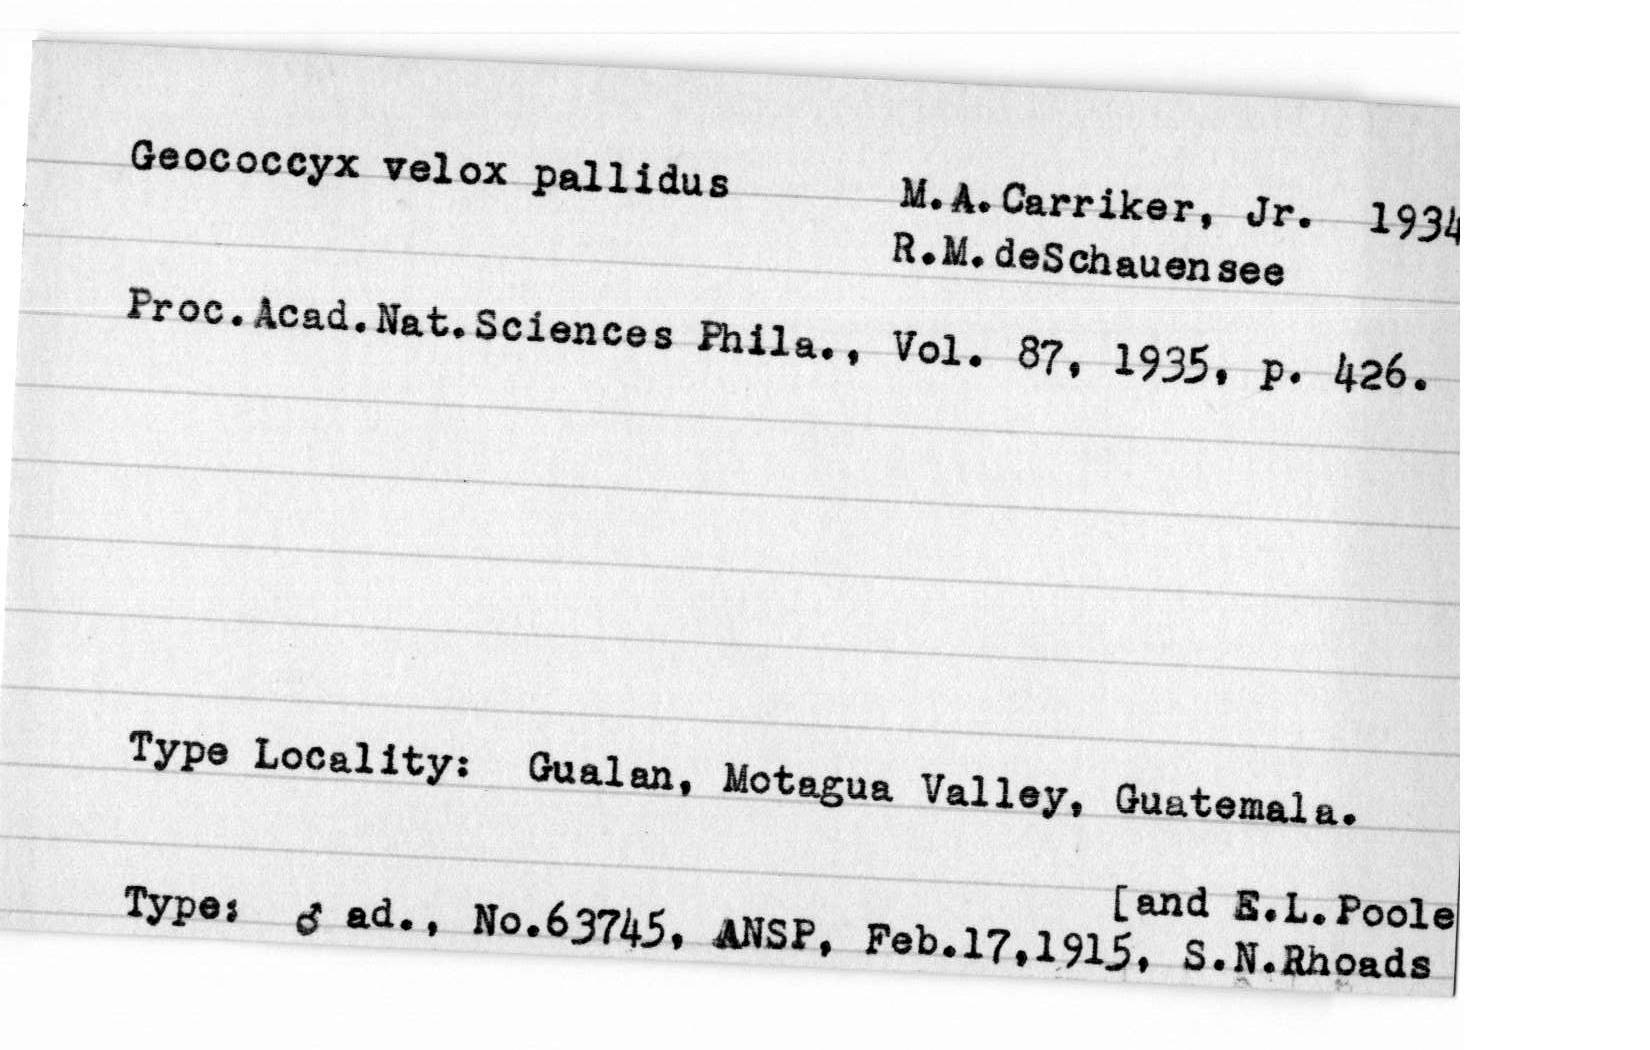 Geococcyx velox pallidus M.A.Carriker, Jr. 1934
R.M.deSchauensee
Proc.Acad.Nat.Sciences Phila., Vol. 87, 1935, p. 426.
Type Locality: Gualan, Motagua Valley, Guatemala.
[and E.L.Poole
Type: ♂ ad., No.63745, ANSP, Feb.17,1915, S.N.Rhoads